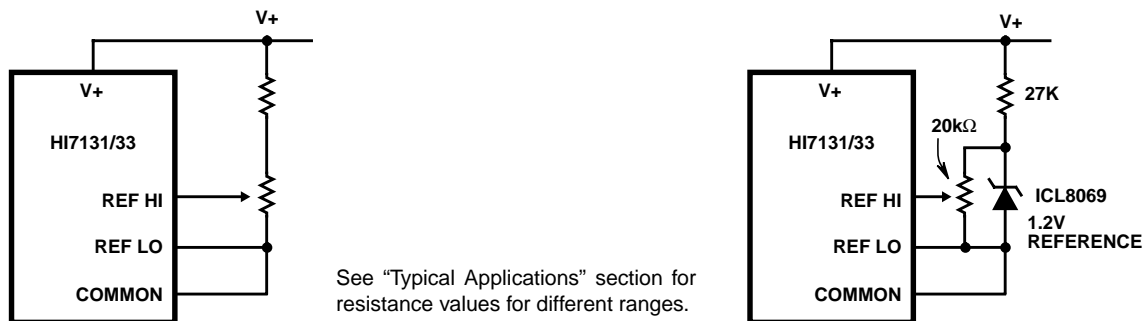 V+
V+
HI7131/33
REF HI
REF LO
COMMON
See “Typical Applications” section for
resistance values for different ranges.
V+
V+
27K
HI7131/33
20kΩ
REF HI
ICL8069
1.2V
REFERENCE
REF LO
COMMON